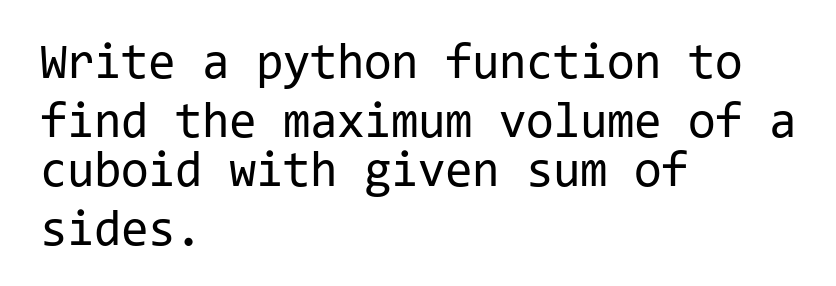 Write a python function to
find the maximum volume of a
cuboid with given sum of
sides.